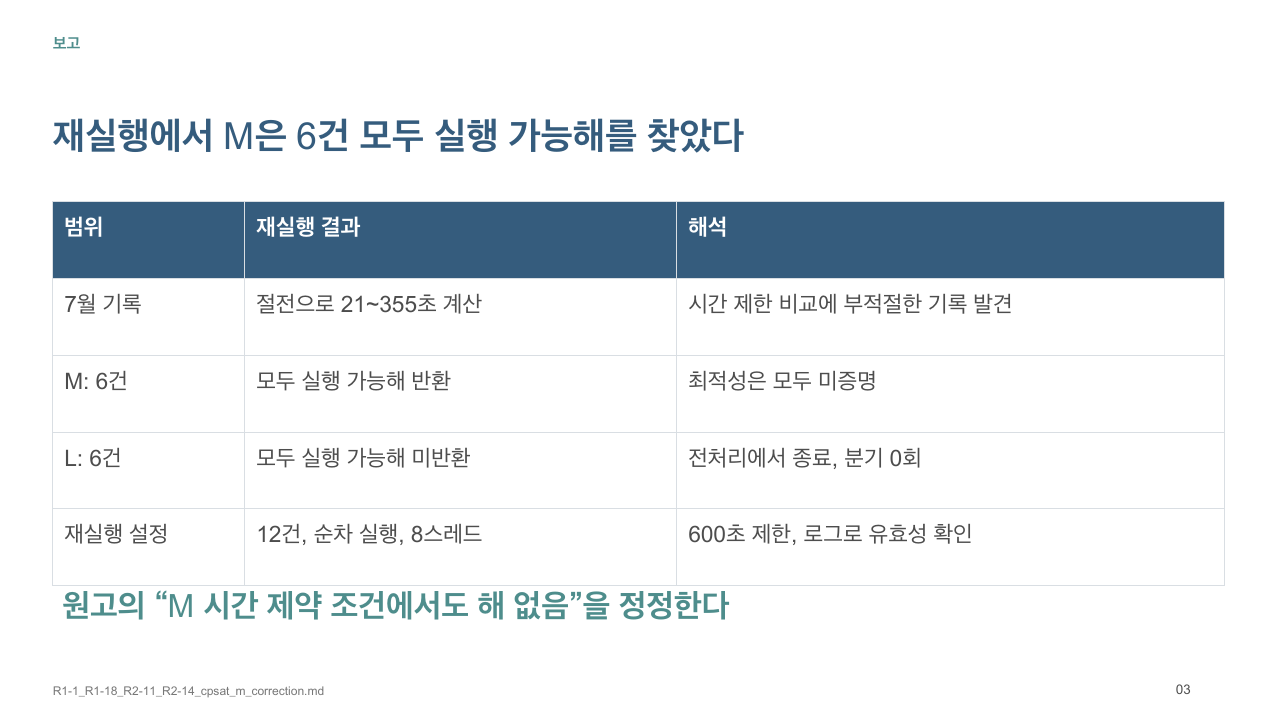 보고
재실행에서 M은 6건 모두 실행 가능해를 찾았다
범위 재실행 결과 해석
7월 기록 절전으로 21~355초 계산 시간 제한 비교에 부적절한 기록 발견
M: 6건 모두 실행 가능해 반환 최적성은 모두 미증명
L: 6건 모두 실행 가능해 미반환 전처리에서 종료, 분기 0회
재실행 설정 12건, 순차 실행, 8스레드 600초 제한, 로그로 유효성 확인
원고의 “M 시간 제약 조건에서도 해 없음”을 정정한다
R1-1_R1-18_R2-11_R2-14_cpsat_m_correction.md 03